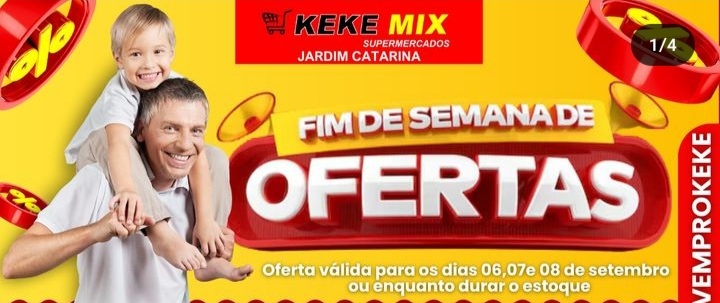 KEKE MIX
SUPERMERCADOS
JARDIM CATARINA
1/4
FIM DE SEMANA DE
OFERTAS
VEMPROKEKE
Oferta válida para os dias 06,07e 08 de setembro
ou enquanto durar o estoque
%
%